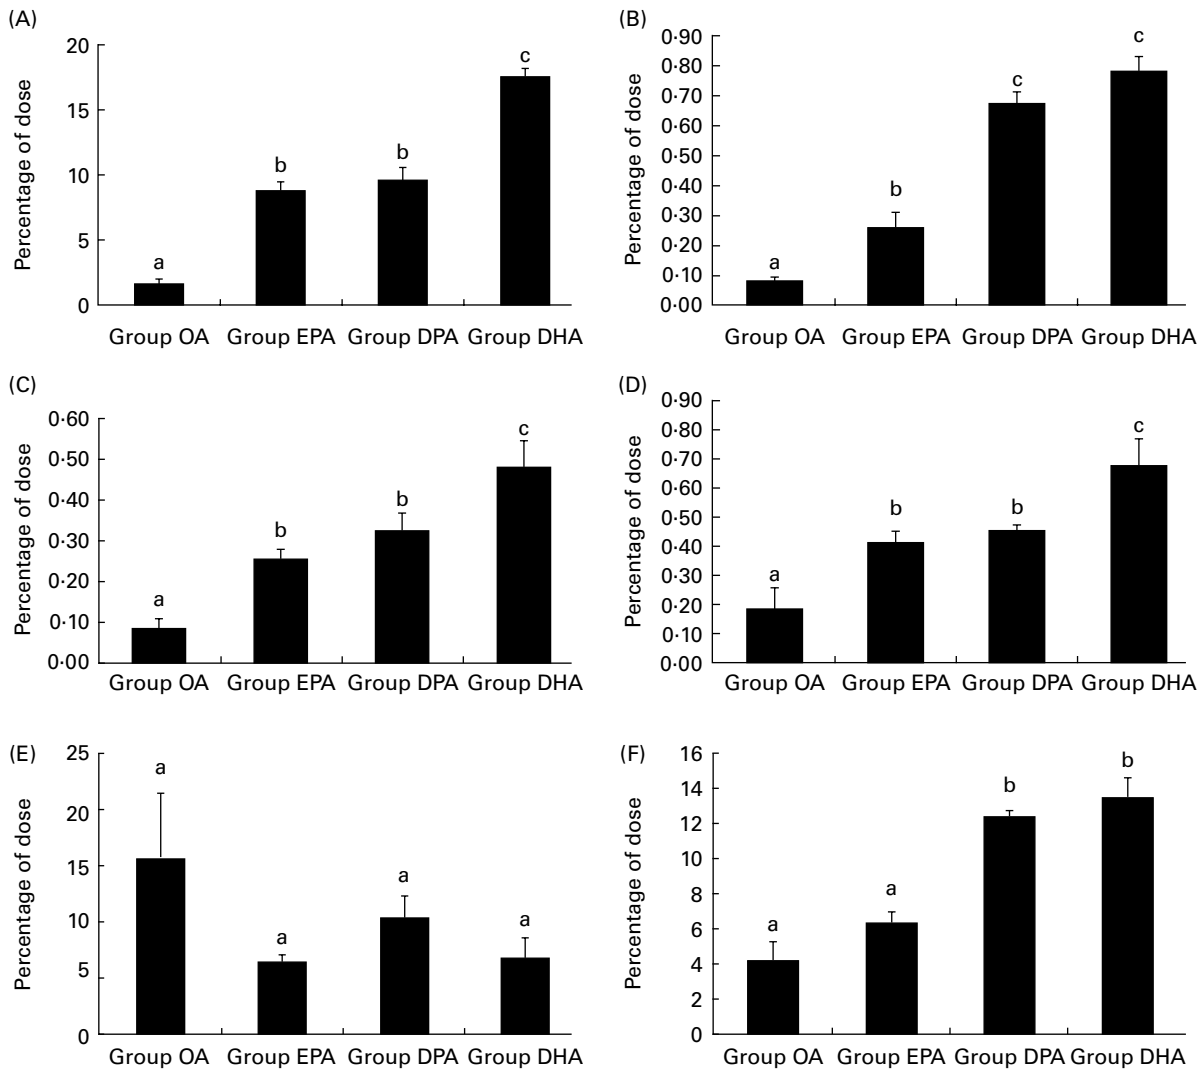 (A)
Percentage of dose
20
15
10
5
0
a
b
b
c
Group OA Group EPA Group DPA Group DHA
(B)
Percentage of dose
0·90
0·80
0·70
0·60
0·50
0·40
0·30
0·20
0·10
0·00
a
b
c
c
Group OA Group EPA Group DPA Group DHA
(C)
Percentage of dose
0·60
0·50
0·40
0·30
0·20
0·10
0·00
a
b
b
c
Group OA Group EPA Group DPA Group DHA
(D)
Percentage of dose
0·90
0·80
0·70
0·60
0·50
0·40
0·30
0·20
0·10
0·00
a
b
b
c
Group OA Group EPA Group DPA Group DHA
(E)
Percentage of dose
25
20
15
10
5
0
a
a
a
a
Group OA Group EPA Group DPA Group DHA
(F)
Percentage of dose
16
14
12
10
8
6
4
2
0
a
a
b
b
Group OA Group EPA Group DPA Group DHA